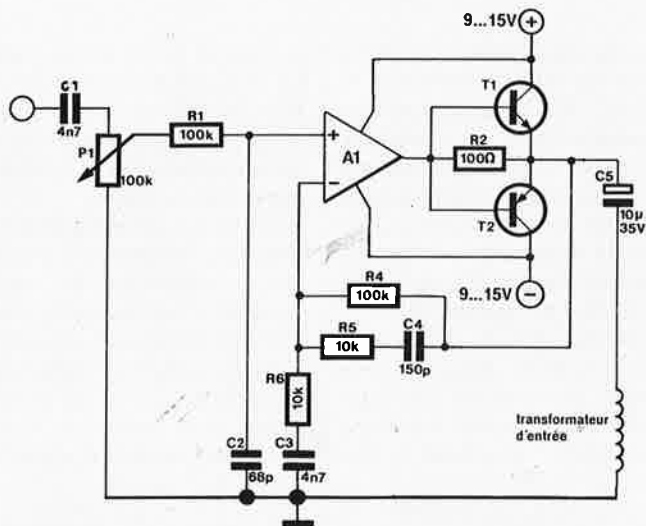 9...15V
+
C1
4n7
P1
100k
R1
100k
+
A1
−
T1
R2
100Ω
T2
C5
10µ
35V
9...15V
−
R4
100k
R5
10k
C4
150p
R6
10k
C2
68p
C3
4n7
transformateur
d'entrée